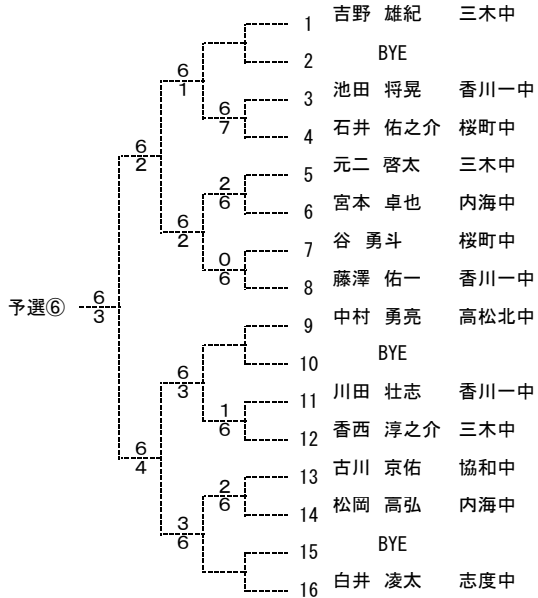 1 吉野 雄紀 三木中
2 BYE
6
1
3 池田 将晃 香川一中
6
7
4 石井 佑之介 桜町中
6
2
5 元二 啓太 三木中
2
6
6 宮本 卓也 内海中
6
2
7 谷 勇斗 桜町中
0
6
8 藤澤 佑一 香川一中
予選⑥
6
3
9 中村 勇亮 高松北中
10 BYE
6
3
11 川田 壮志 香川一中
1
6
12 香西 淳之介 三木中
6
4
13 古川 京佑 協和中
2
6
14 松岡 高弘 内海中
3
6
15 BYE
16 白井 凌太 志度中